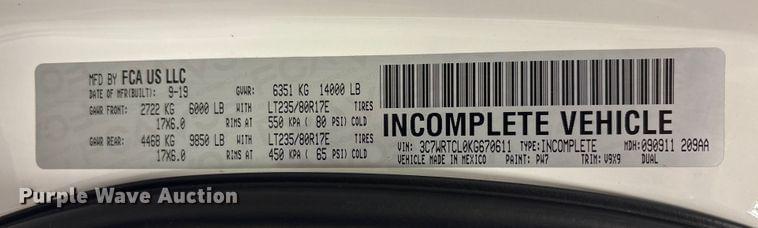 MFD BY FCA US LLC
DATE OF MFR(BUILT): 9-19 GVWR: 6351 KG 14000 LB
GAWR FRONT: 2722 KG 6000 LB WITH LT235/80R17E TIRES
17X6.0 RIMS AT 550 KPA ( 80 PSI) COLD
GAWR REAR: 4468 KG 9850 LB WITH LT235/80R17E TIRES
17X6.0 RIMS AT 450 KPA ( 65 PSI) COLD
INCOMPLETE VEHICLE
VIN: 3C7WRTCL0KG670611 TYPE:INCOMPLETE MDH:090911 209AA
VEHICLE MADE IN MEXICO PAINT: PW7 TRIM: V9X9 DUAL
Purple Wave Auction